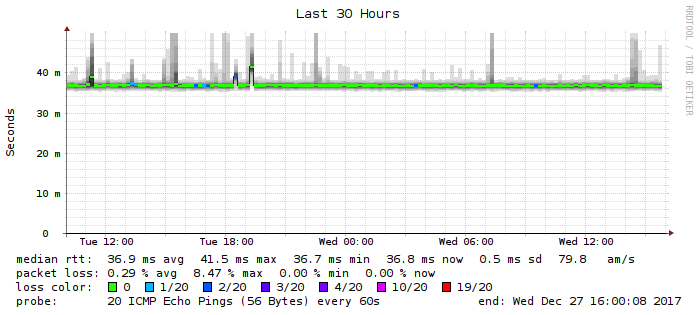 Last 30 Hours
RRDTOOL / TOBI OETIKER
Seconds
40 m
30 m
20 m
10 m
0
Tue 12:00 Tue 18:00 Wed 00:00 Wed 06:00 Wed 12:00
median rtt: 36.9 ms avg 41.5 ms max 36.7 ms min 36.8 ms now 0.5 ms sd 79.8 am/s
packet loss: 0.29 % avg 8.47 % max 0.00 % min 0.00 % now
loss color: 0 1/20 2/20 3/20 4/20 10/20 19/20
probe: 20 ICMP Echo Pings (56 Bytes) every 60s end: Wed Dec 27 16:00:08 2017